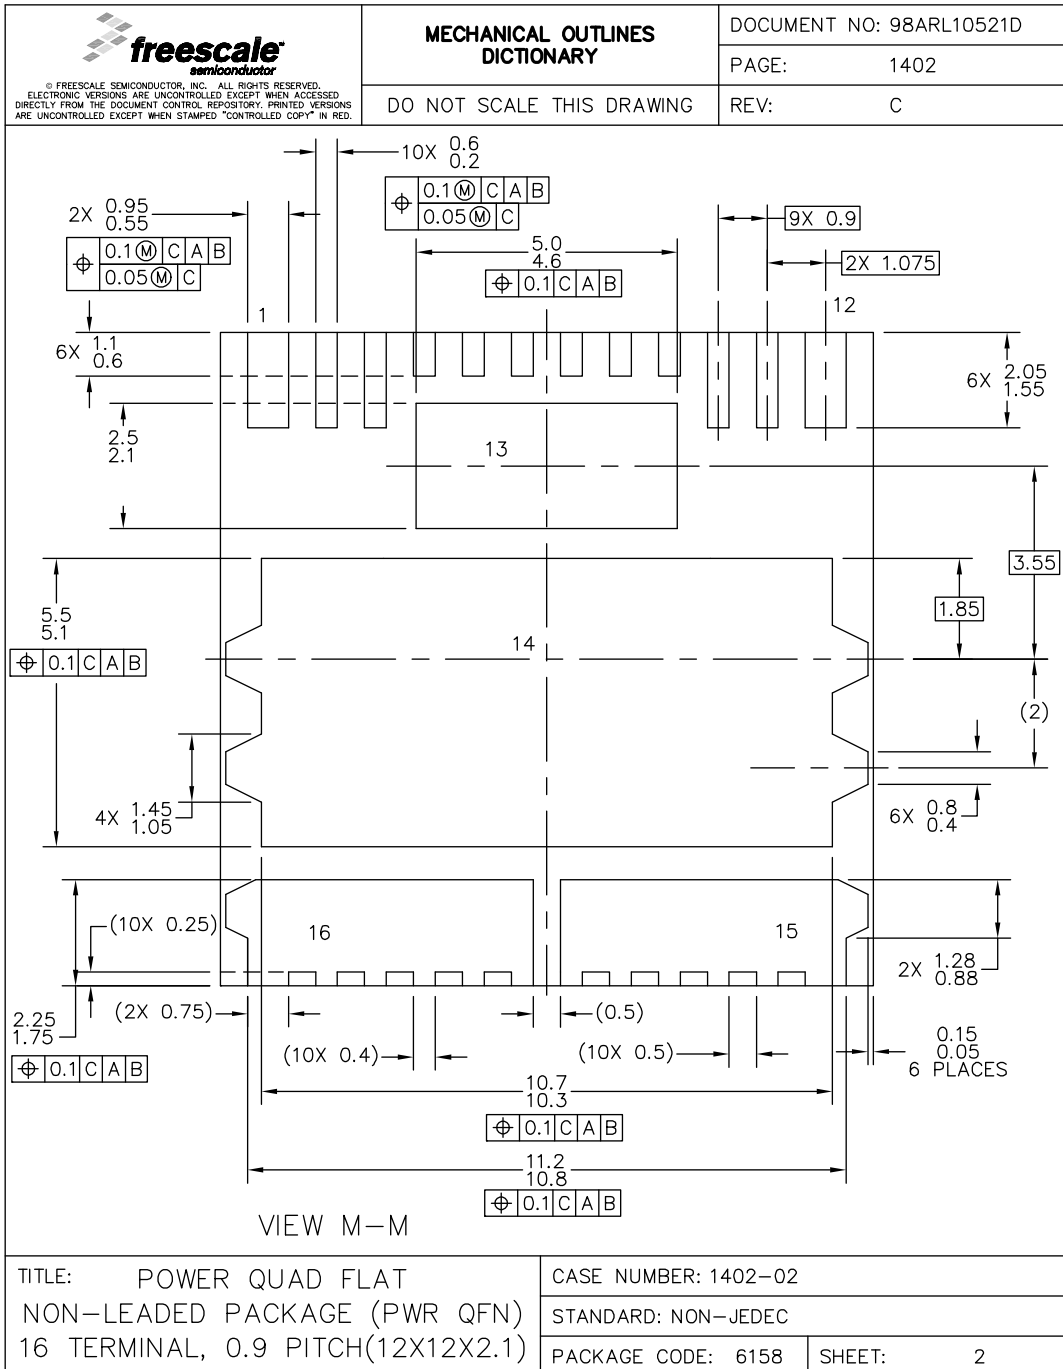 freescale
semiconductor
© FREESCALE SEMICONDUCTOR, INC. ALL RIGHTS RESERVED.
ELECTRONIC VERSIONS ARE UNCONTROLLED EXCEPT WHEN ACCESSED
DIRECTLY FROM THE DOCUMENT CONTROL REPOSITORY. PRINTED VERSIONS
ARE UNCONTROLLED EXCEPT WHEN STAMPED "CONTROLLED COPY" IN RED.
MECHANICAL OUTLINES
DICTIONARY
DO NOT SCALE THIS DRAWING
DOCUMENT NO: 98ARL10521D
PAGE: 1402
REV: C
10X 0.6
0.2
⌖ 0.1 Ⓜ C A B
0.05 Ⓜ C
2X 0.95
0.55
⌖ 0.1 Ⓜ C A B
0.05 Ⓜ C
5.0
4.6
⌖ 0.1 C A B
9X 0.9
2X 1.075
1
12
6X 1.1
0.6
6X 2.05
1.55
2.5
2.1
13
3.55
1.85
5.5
5.1
⌖ 0.1 C A B
14
(2)
4X 1.45
1.05
6X 0.8
0.4
(10X 0.25)
16
15
2X 1.28
0.88
2.25
1.75
⌖ 0.1 C A B
(2X 0.75)
(0.5)
(10X 0.4)
(10X 0.5)
0.15
0.05
6 PLACES
10.7
10.3
⌖ 0.1 C A B
11.2
10.8
⌖ 0.1 C A B
VIEW M-M
TITLE: POWER QUAD FLAT
NON-LEADED PACKAGE (PWR QFN)
16 TERMINAL, 0.9 PITCH(12X12X2.1)
CASE NUMBER: 1402-02
STANDARD: NON-JEDEC
PACKAGE CODE: 6158
SHEET: 2